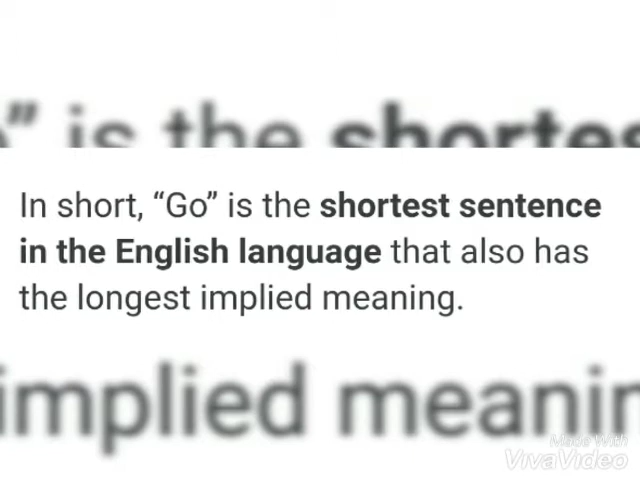 ” is the shortes
In short, “Go” is the shortest sentence
in the English language that also has
the longest implied meaning.
implied meanin
Made With
VivaVideo